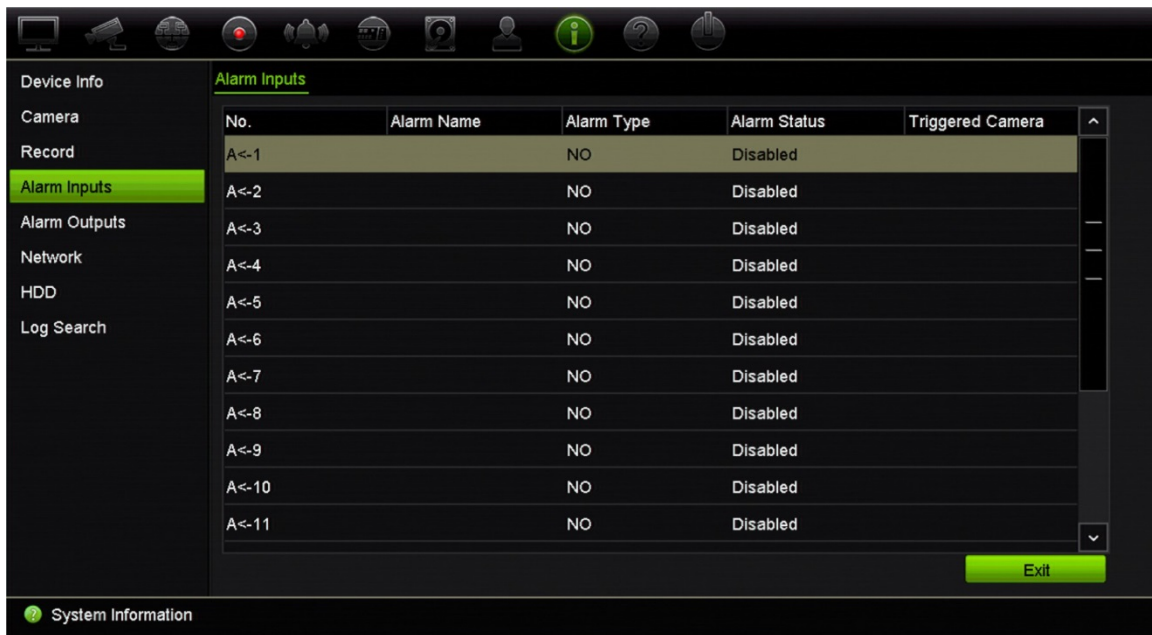 Device Info
Camera
Record
Alarm Inputs
Alarm Outputs
Network
HDD
Log Search
Alarm Inputs
No. Alarm Name Alarm Type Alarm Status Triggered Camera
A<-1 NO Disabled
A<-2 NO Disabled
A<-3 NO Disabled
A<-4 NO Disabled
A<-5 NO Disabled
A<-6 NO Disabled
A<-7 NO Disabled
A<-8 NO Disabled
A<-9 NO Disabled
A<-10 NO Disabled
A<-11 NO Disabled
Exit
System Information